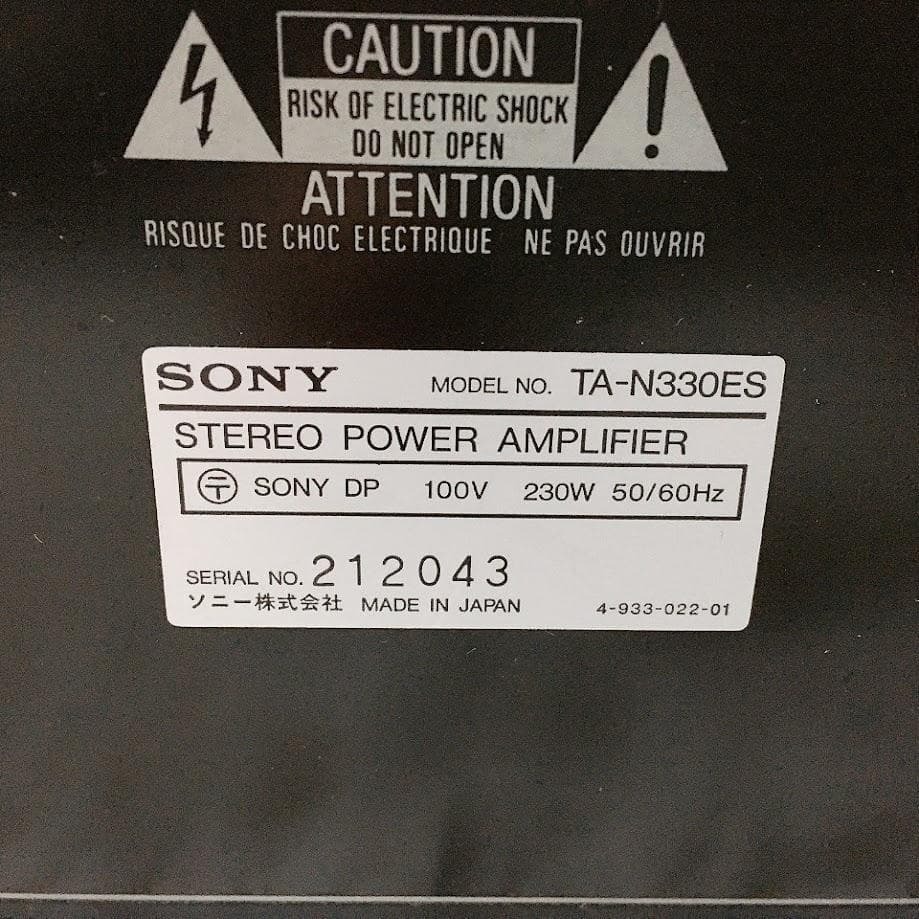 CAUTION
RISK OF ELECTRIC SHOCK
DO NOT OPEN
ATTENTION
RISQUE DE CHOC ELECTRIQUE NE PAS OUVRIR
SONY MODEL NO. TA-N330ES
STEREO POWER AMPLIFIER
〒 SONY DP 100V 230W 50/60Hz
SERIAL NO. 212043
ソニー株式会社 MADE IN JAPAN 4-933-022-01